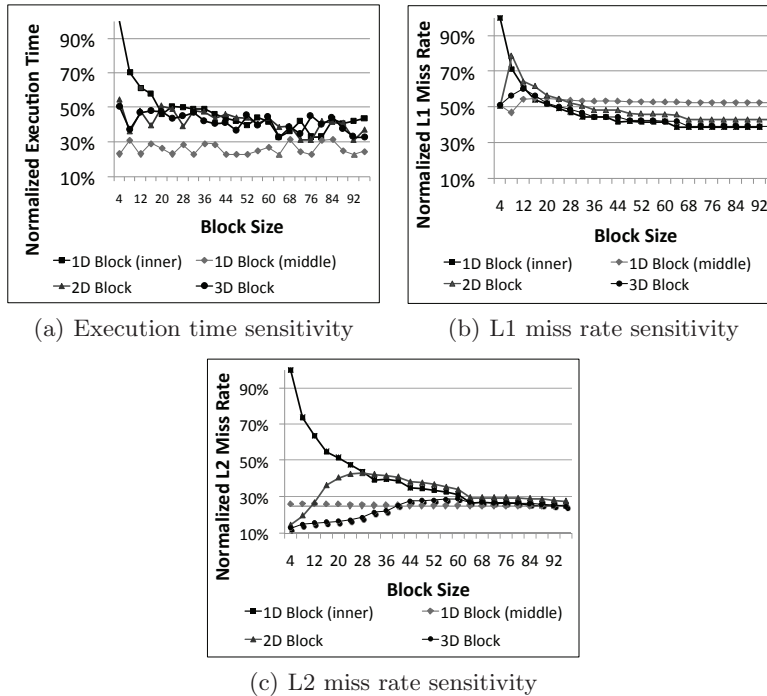 Normalized Execution Time
90%
70%
50%
30%
10%
4 12 20 28 36 44 52 60 68 76 84 92
Block Size
1D Block (inner) 1D Block (middle)
2D Block 3D Block
(a) Execution time sensitivity
Normalized L1 Miss Rate
90%
70%
50%
30%
10%
4 12 20 28 36 44 52 60 68 76 84 92
Block Size
1D Block (inner) 1D Block (middle)
2D Block 3D Block
(b) L1 miss rate sensitivity
Normalized L2 Miss Rate
90%
70%
50%
30%
10%
4 12 20 28 36 44 52 60 68 76 84 92
Block Size
1D Block (inner) 1D Block (middle)
2D Block 3D Block
(c) L2 miss rate sensitivity